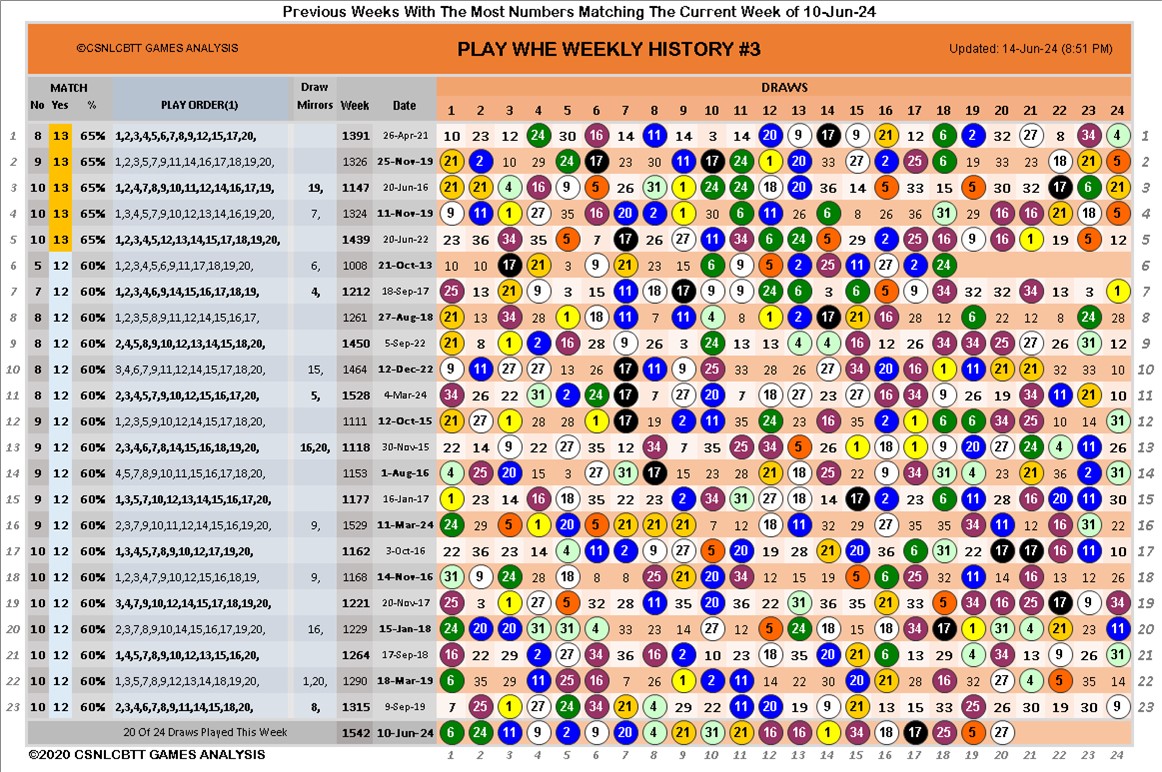 Previous Weeks With The Most Numbers Matching The Current Week of 10-Jun-24
©CSNLCBTT GAMES ANALYSIS PLAY WHE WEEKLY HISTORY #3 Updated: 14-Jun-24 (8:51 PM)
MATCH Draw DRAWS
No Yes % PLAY ORDER(1) Mirrors Week Date 1 2 3 4 5 6 7 8 9 10 11 12 13 14 15 16 17 18 19 20 21 22 23 24
1 8 13 65% 1,2,3,4,5,6,7,8,9,12,15,17,20, 1391 26-Apr-21 10 23 12 24 30 16 14 11 14 3 14 20 9 17 9 21 12 6 2 32 27 8 34 4 1
2 9 13 65% 1,2,3,5,7,9,11,14,16,17,18,19,20, 1326 25-Nov-19 21 2 10 29 24 17 23 30 11 17 24 1 20 33 27 2 25 6 19 33 23 18 21 5 2
3 10 13 65% 1,2,4,7,8,9,10,11,12,14,16,17,19, 19, 1147 20-Jun-16 21 21 4 16 9 5 26 31 1 24 24 18 20 36 14 5 33 15 5 30 32 17 6 21 3
4 10 13 65% 1,3,4,5,7,9,10,12,13,14,16,19,20, 7, 1324 11-Nov-19 9 11 1 27 35 16 20 2 1 30 6 11 24 6 8 26 36 31 29 16 16 21 18 5 4
5 10 13 65% 1,2,3,4,5,12,13,14,15,17,18,19,20, 1439 20-Jun-22 23 36 34 35 5 7 17 26 27 11 34 6 24 5 29 2 25 16 9 16 1 19 5 12 5
6 5 12 60% 1,2,3,4,5,6,9,11,17,18,19,20, 6, 1008 21-Oct-13 10 10 17 21 3 9 21 23 15 6 9 5 2 25 11 27 2 24 6
7 7 12 60% 1,2,3,4,6,9,14,15,16,17,18,19, 4, 1212 18-Sep-17 25 13 21 9 3 15 11 18 17 9 9 24 6 3 6 5 9 34 32 32 34 13 3 1 7
8 8 12 60% 1,2,3,5,8,9,11,12,15,16,17, 1261 27-Aug-18 21 13 34 28 1 18 11 7 11 4 8 1 2 17 21 16 28 12 6 22 12 8 24 28 8
9 8 12 60% 2,4,5,8,9,10,12,13,14,15,18,20, 1450 5-Sep-22 21 8 1 2 16 28 9 26 3 24 13 13 4 4 16 12 26 34 34 25 27 26 31 12 9
10 8 12 60% 3,4,6,7,9,11,12,14,15,17,18,20, 15, 1464 12-Dec-22 9 11 27 27 7 7 17 11 9 25 33 28 26 27 34 20 16 1 11 21 21 32 33 10 10
11 8 12 60% 2,3,4,5,7,9,10,12,15,16,17,20, 5, 1528 4-Mar-24 34 26 22 31 2 24 17 7 27 20 7 18 27 23 26 16 34 9 26 19 34 11 21 10 11
12 9 12 60% 1,2,3,5,9,10,12,14,15,17,20, 1111 12-Oct-15 21 27 1 28 28 1 17 19 2 11 35 24 23 16 23 2 1 6 6 34 25 10 14 31 12
13 9 12 60% 2,3,4,6,7,8,14,15,16,18,19,20, 16,20, 1118 30-Nov-15 22 14 9 22 27 35 12 34 7 35 25 34 5 26 1 18 1 9 20 27 24 4 11 26 13
14 9 12 60% 4,5,7,8,9,10,11,15,16,17,18,20, 1153 1-Aug-16 4 25 20 15 3 27 31 17 15 23 28 21 18 25 22 9 34 31 4 23 21 36 2 31 14
15 9 12 60% 1,3,5,7,10,12,13,14,15,16,17,20, 1177 16-Jan-17 1 23 14 16 18 35 22 23 2 34 31 27 18 14 17 2 23 6 11 28 16 20 11 30 15
16 9 12 60% 2,3,7,9,10,11,12,14,15,16,19,20, 9, 1529 11-Mar-24 24 29 5 1 20 5 21 21 21 7 12 18 11 32 29 27 35 35 34 11 12 16 31 22 16
17 10 12 60% 1,3,4,5,7,8,9,10,12,17,19,20, 1162 3-Oct-16 22 36 23 14 4 11 2 9 27 5 20 19 28 21 20 36 6 31 22 17 17 16 11 10 17
18 10 12 60% 1,2,3,4,7,9,10,12,15,16,18,19, 9, 1168 14-Nov-16 31 9 24 28 18 8 8 25 21 20 34 12 15 19 5 6 25 32 11 14 16 13 12 26 18
19 10 12 60% 3,4,7,9,10,12,14,15,17,18,19,20, 1221 20-Nov-17 25 3 1 27 5 32 28 11 35 20 36 22 31 36 35 21 33 5 34 16 25 17 9 34 19
20 10 12 60% 2,3,7,8,9,10,14,15,16,17,19,20, 16, 1229 15-Jan-18 24 20 20 31 31 4 33 23 14 27 12 5 24 18 15 18 34 17 1 31 4 21 23 11 20
21 10 12 60% 1,4,5,7,8,9,10,12,13,15,16,20, 1264 17-Sep-18 16 22 29 2 27 34 36 16 2 10 23 18 35 20 21 6 13 29 4 34 13 9 26 31 21
22 10 12 60% 1,3,5,7,8,12,13,14,15,18,19,20, 1,20, 1290 18-Mar-19 6 35 29 11 25 16 7 26 1 2 11 14 15 15 20 21 28 16 32 27 4 5 35 14 22
23 10 12 60% 2,3,4,6,7,8,9,11,14,15,18,20, 8, 1315 9-Sep-19 7 25 1 27 24 34 21 4 29 22 11 20 19 9 21 13 15 33 25 26 30 19 30 9 23
20 Of 24 Draws Played This Week 1542 10-Jun-24 6 24 11 9 2 9 20 4 21 31 21 16 16 1 34 18 17 25 5 27
©2020 CSNLCBTT GAMES ANALYSIS 1 2 3 4 5 6 7 8 9 10 11 12 13 14 15 16 17 18 19 20 21 22 23 24